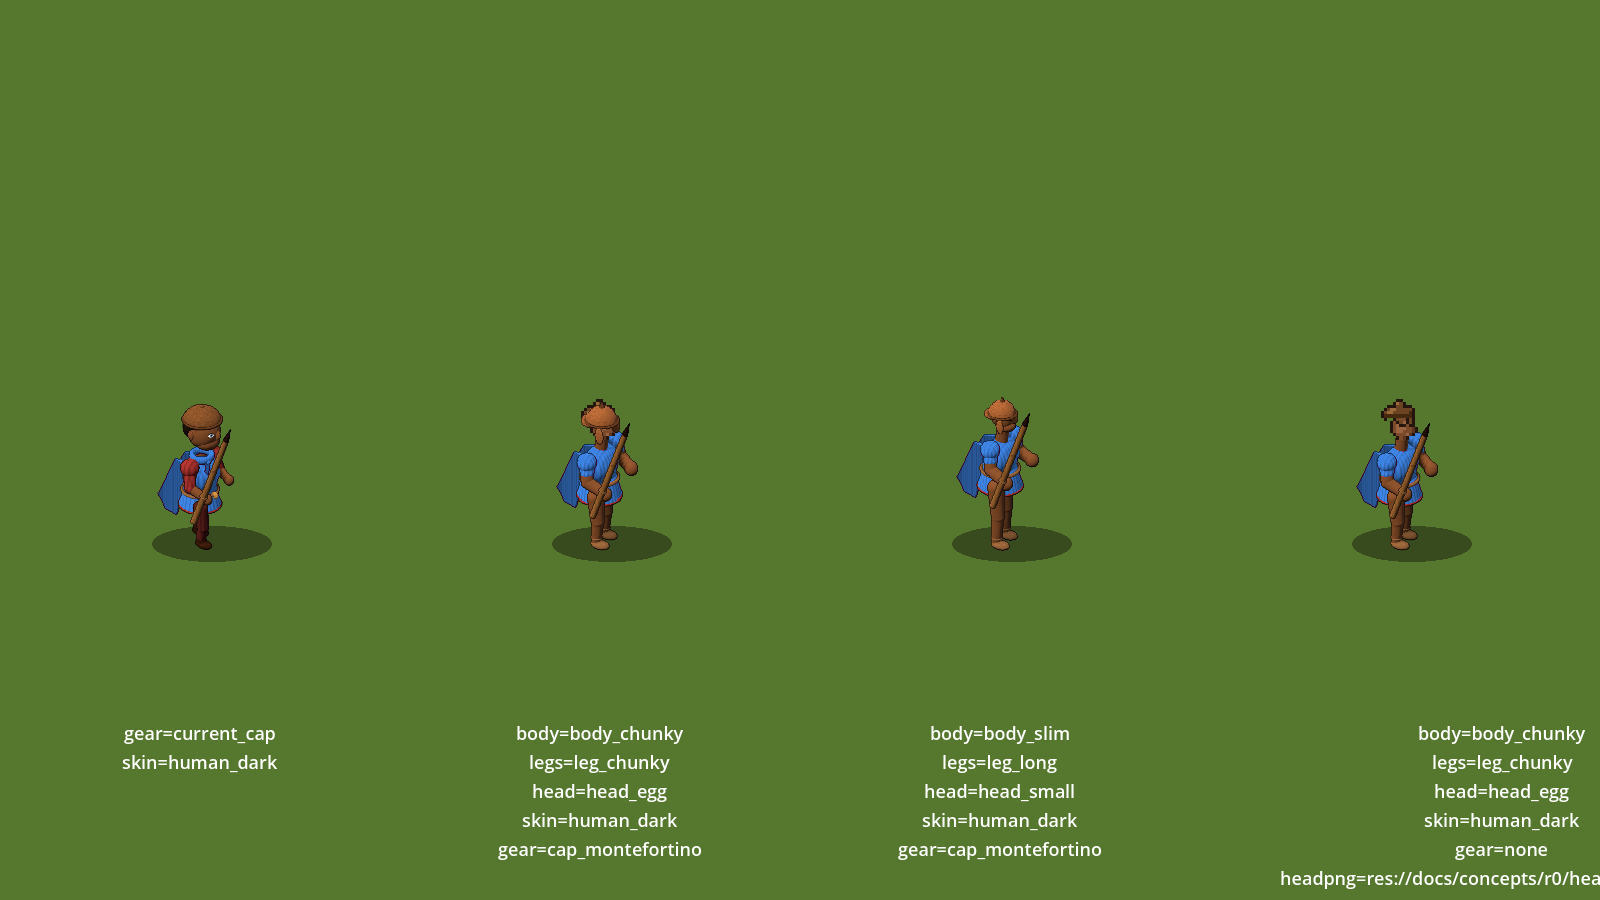 gear=current_cap
skin=human_dark
body=body_chunky
legs=leg_chunky
head=head_egg
skin=human_dark
gear=cap_montefortino
body=body_slim
legs=leg_long
head=head_small
skin=human_dark
gear=cap_montefortino
body=body_chunky
legs=leg_chunky
head=head_egg
skin=human_dark
gear=none
headpng=res://docs/concepts/r0/hea